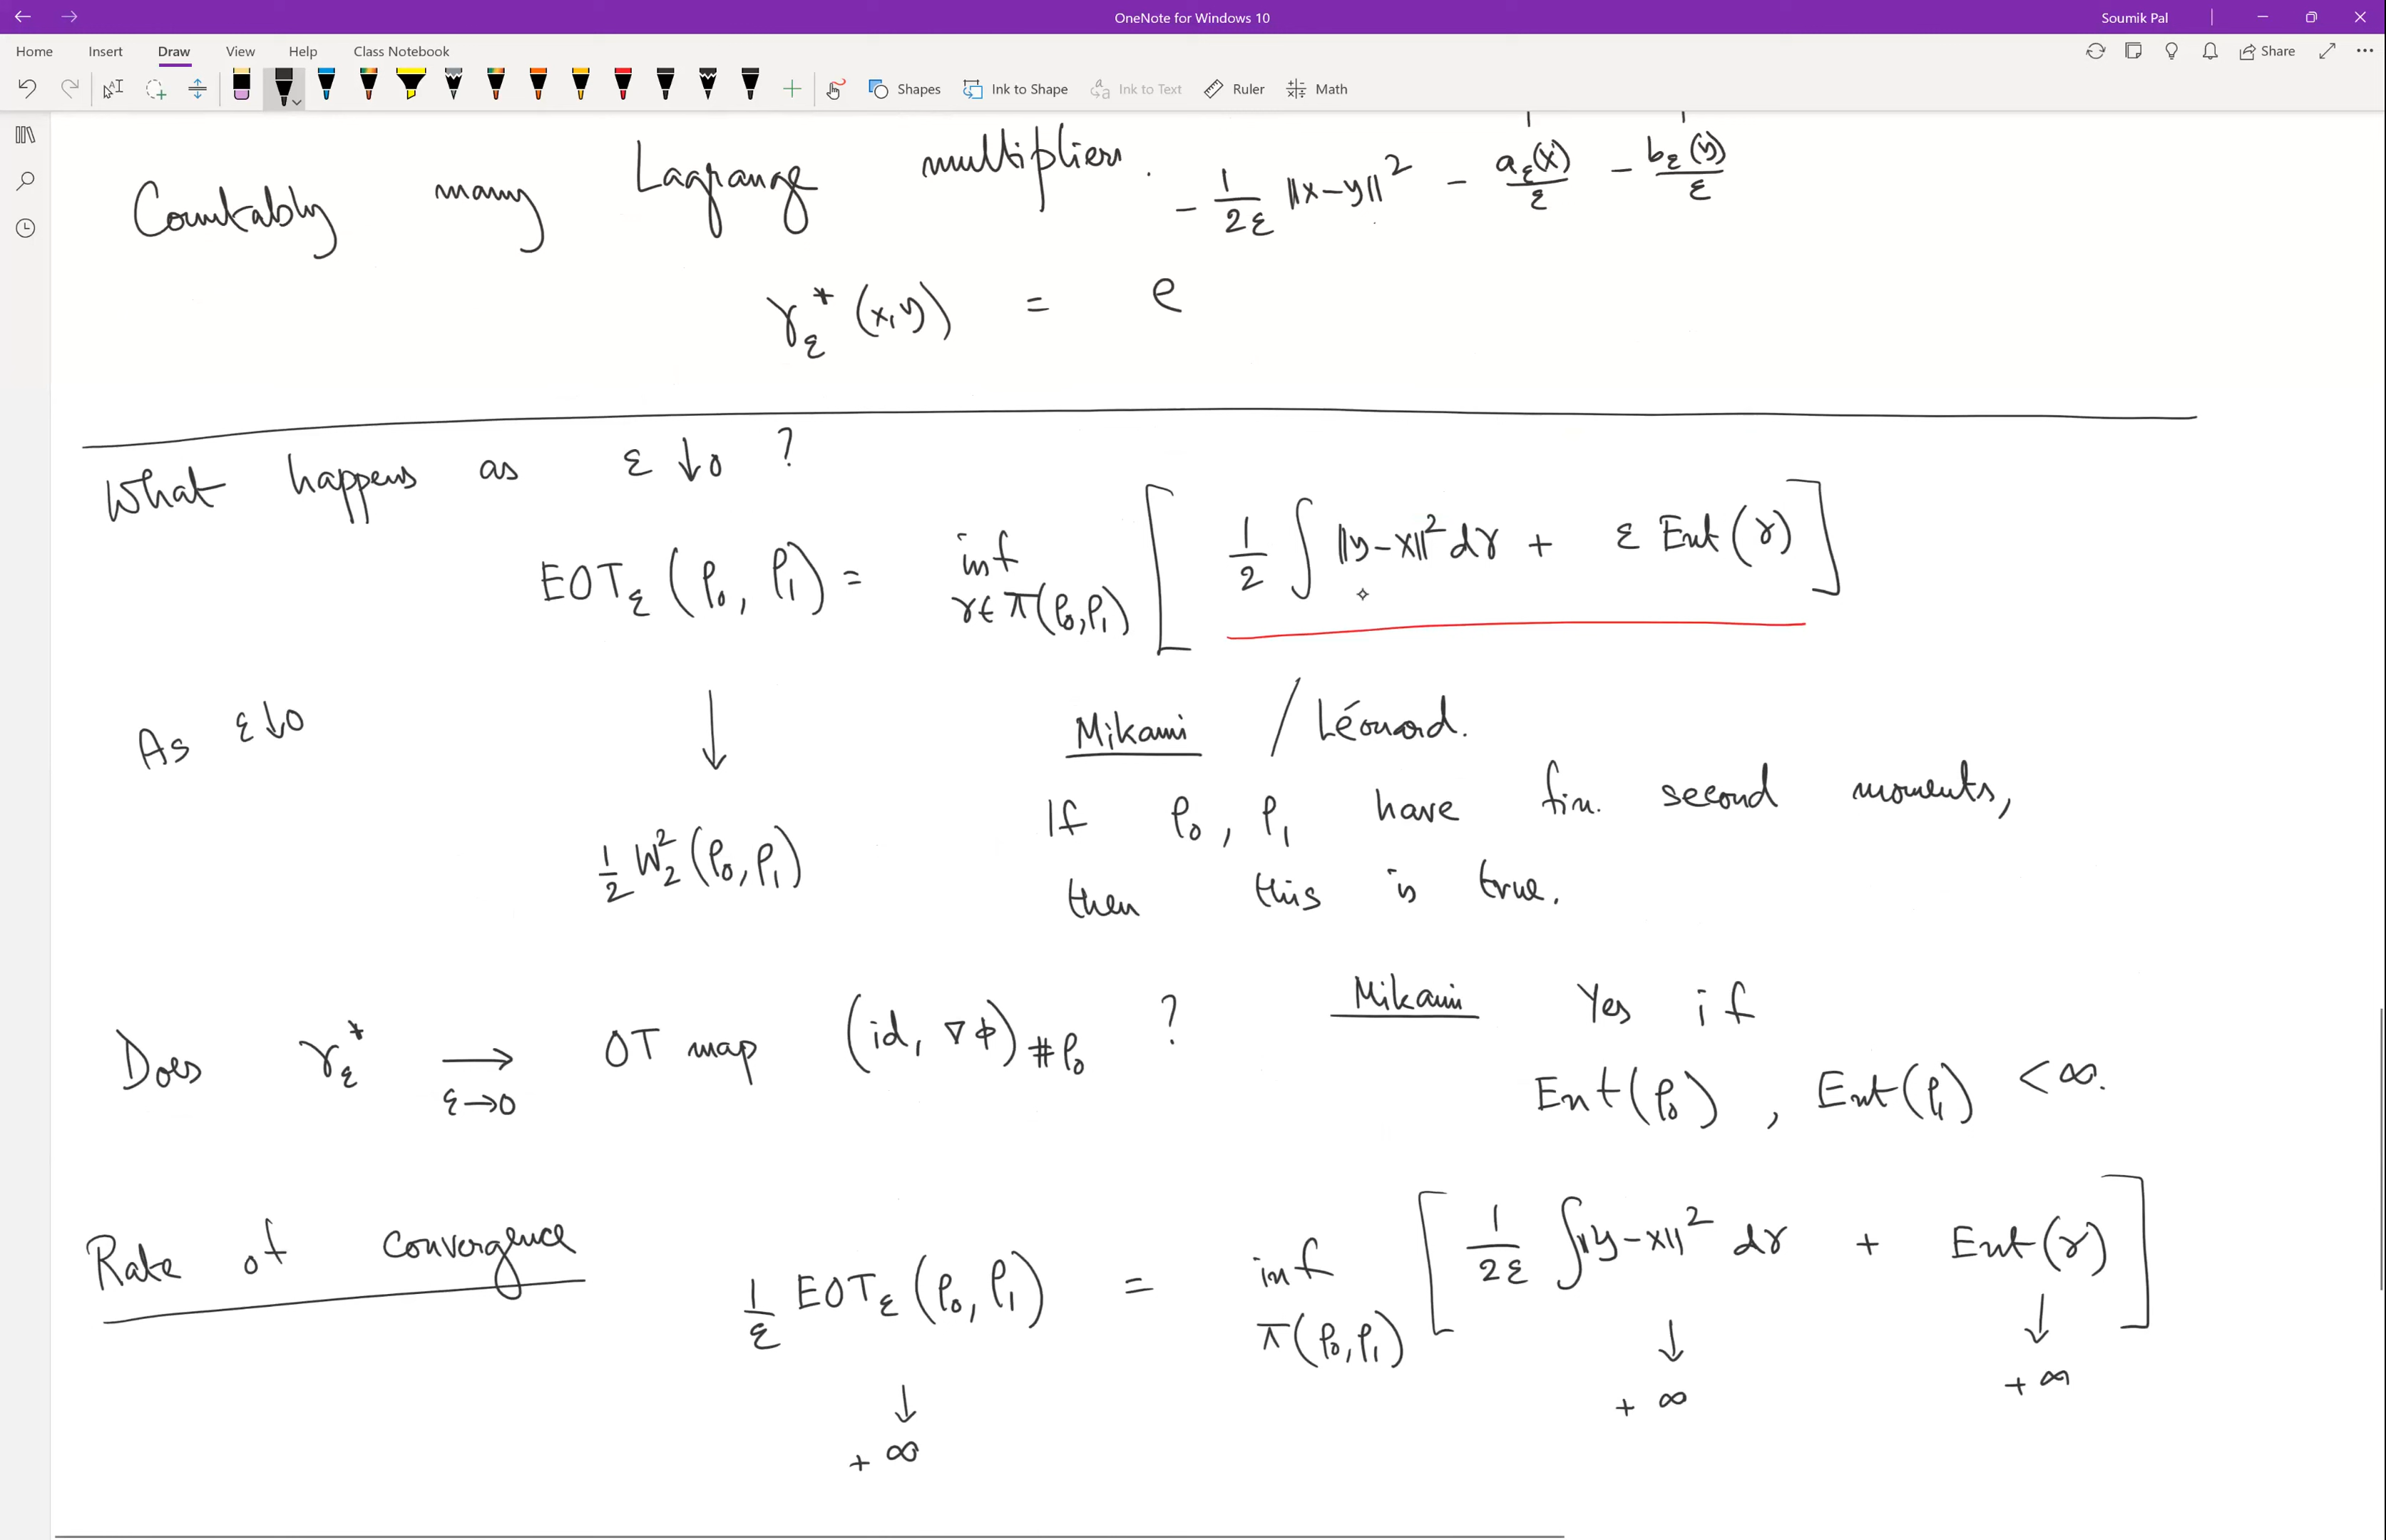 OneNote for Windows 10
Soumik Pal
Home Insert Draw View Help Class Notebook
Share
Shapes Ink to Shape Ink to Text Ruler Math
Countably many Lagrange multipliers.
- 1/2ε ||x-y||² - a_ε(x)/ε - b_ε(y)/ε
γ_ε* (x,y) = e
What happens as ε ↓0 ?
EOT_ε (ρ₀, ρ₁) = inf γ∈ π(ρ₀,ρ₁) [ 1/2 ∫ ||y-x||² dγ + ε Ent(γ) ]
As ε↓0 ↓ Mikami / Léonard.
If ρ₀, ρ₁ have fin. second moments,
1/2 W₂² (ρ₀,ρ₁)
then this is true.
Does γ_ε* → ε→0 OT map (id, ∇ϕ)_#ρ₀ ? Mikami Yes if
Ent(ρ₀), Ent(ρ₁) < ∞.
Rate of convergence
1/ε EOT_ε (ρ₀, ρ₁) = inf π(ρ₀,ρ₁) [ 1/2ε ∫||y-x||² dγ + Ent(γ) ]
↓ ↓ ↓
+ ∞ + ∞ + ∞